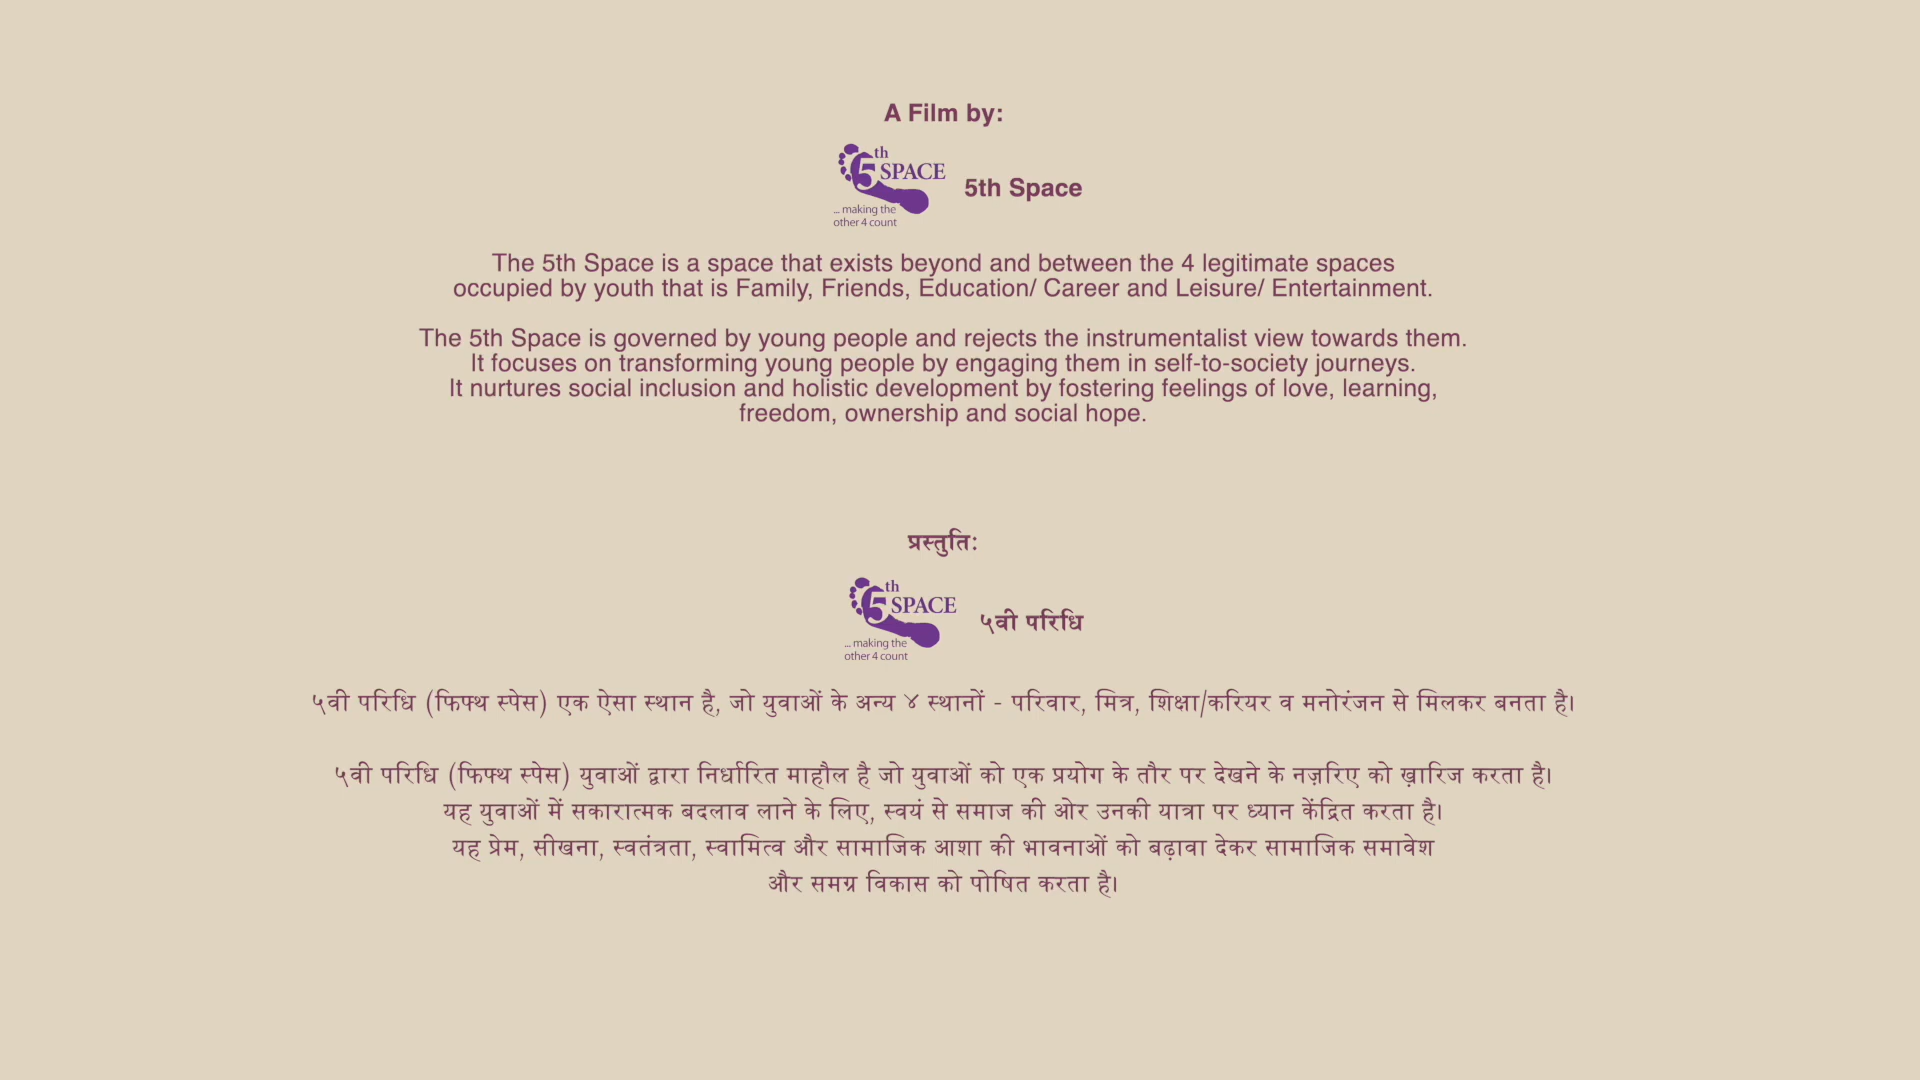 A Film by:
5th
SPACE
... making the
other 4 count
5th Space
The 5th Space is a space that exists beyond and between the 4 legitimate spaces
occupied by youth that is Family, Friends, Education/ Career and Leisure/ Entertainment.
The 5th Space is governed by young people and rejects the instrumentalist view towards them.
It focuses on transforming young people by engaging them in self-to-society journeys.
It nurtures social inclusion and holistic development by fostering feelings of love, learning,
freedom, ownership and social hope.
प्रस्तुति:
5th
SPACE
... making the
other 4 count
५वी परिधि
५वी परिधि (फिफ्थ स्पेस) एक ऐसा स्थान है, जो युवाओं के अन्य ४ स्थानों - परिवार, मित्र, शिक्षा/करियर व मनोरंजन से मिलकर बनता है।
५वी परिधि (फिफ्थ स्पेस) युवाओं द्वारा निर्धारित माहौल है जो युवाओं को एक प्रयोग के तौर पर देखने के नज़रिए को ख़ारिज करता है।
यह युवाओं में सकारात्मक बदलाव लाने के लिए, स्वयं से समाज की ओर उनकी यात्रा पर ध्यान केंद्रित करता है।
यह प्रेम, सीखना, स्वतंत्रता, स्वामित्व और सामाजिक आशा की भावनाओं को बढ़ावा देकर सामाजिक समावेश
और समग्र विकास को पोषित करता है।